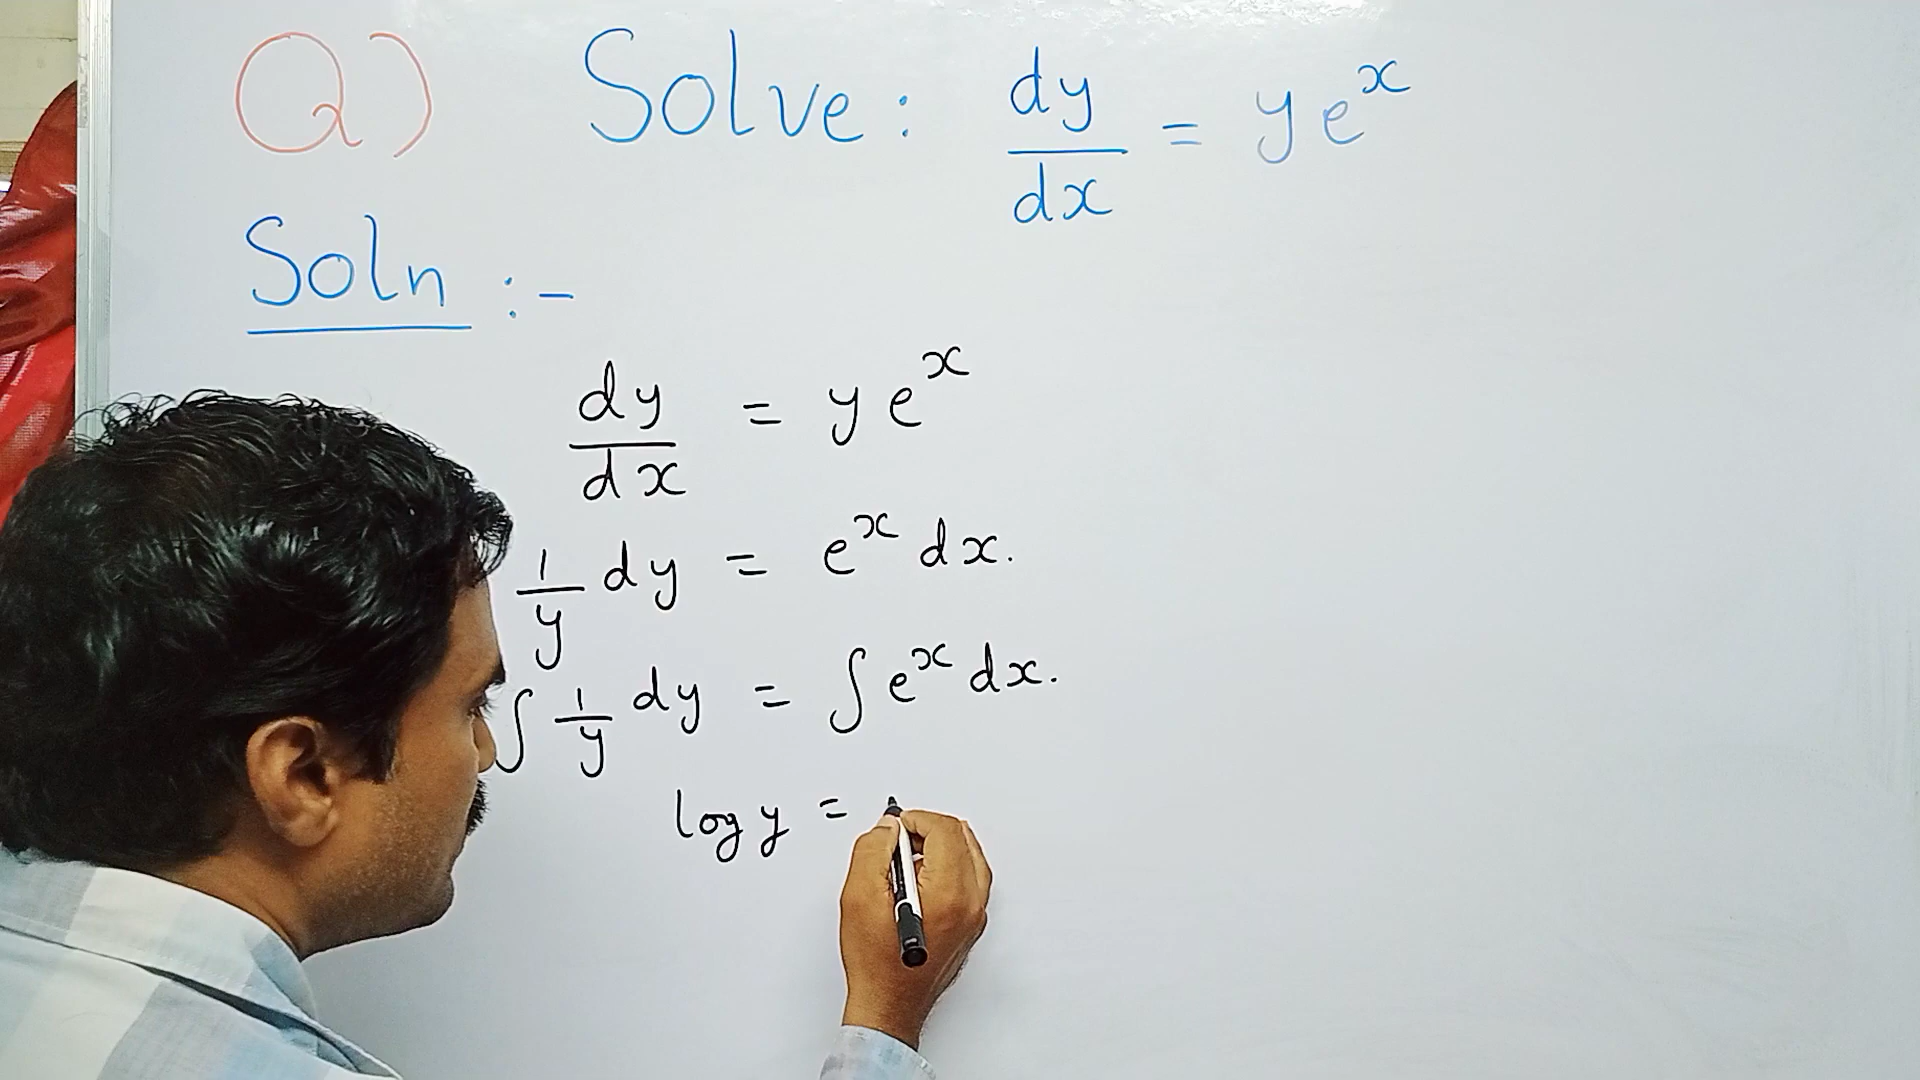 Q) Solve: dy/dx = ye^x
Soln :-
dy/dx = ye^x
1/y dy = e^x dx.
∫ 1/y dy = ∫ e^x dx.
log y =